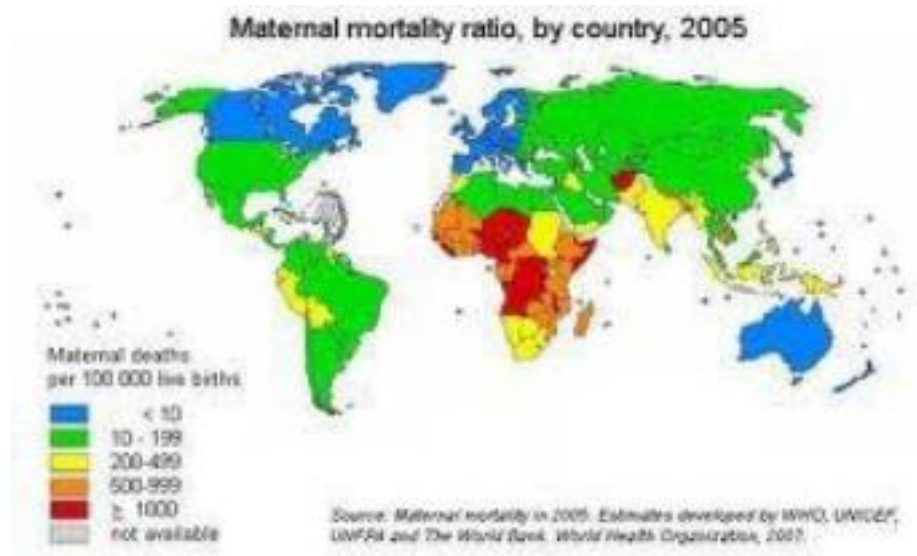 Maternal mortality ratio, by country, 2005
Maternal deaths
per 100 000 live births
< 10
10 - 199
200-499
500-999
≥ 1000
not available
Source: Maternal mortality in 2005. Estimates developed by WHO, UNICEF,
UNFPA and The World Bank. World Health Organization, 2007.